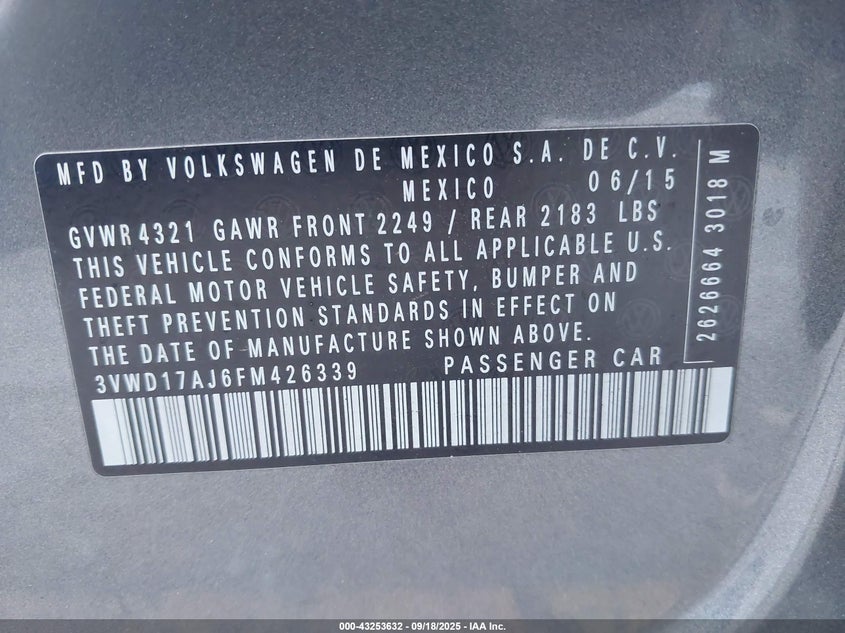 MFD BY VOLKSWAGEN DE MEXICO S.A. DE C.V.
MEXICO 06/15
GVWR 4321 GAWR FRONT 2249 / REAR 2183 LBS
THIS VEHICLE CONFORMS TO ALL APPLICABLE U.S.
FEDERAL MOTOR VEHICLE SAFETY, BUMPER AND
THEFT PREVENTION STANDARDS IN EFFECT ON
THE DATE OF MANUFACTURE SHOWN ABOVE.
3VWD17AJ6FM426339 PASSENGER CAR
2626664 3018 M
000-43253632 - 09/18/2025 - IAA Inc.